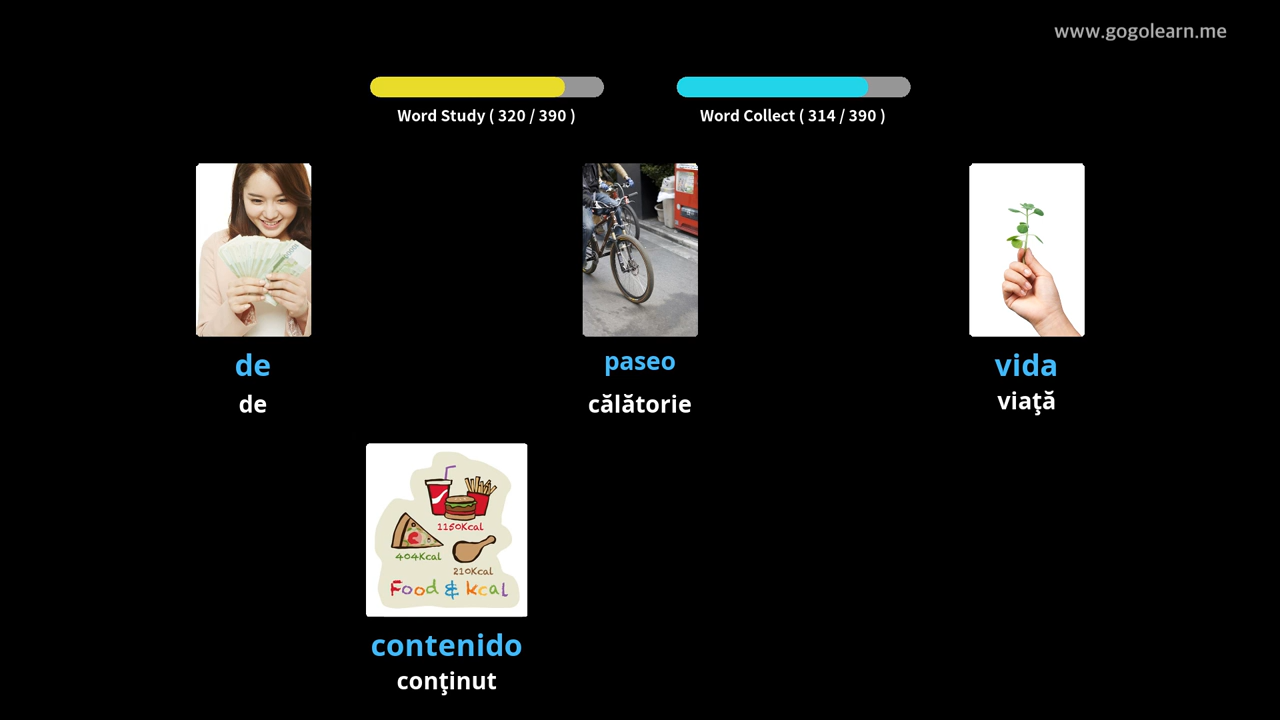 www.gogolearn.me
Word Study ( 320 / 390 )
Word Collect ( 314 / 390 )
de
de
paseo
călătorie
vida
viaţă
1150Kcal
404Kcal
210Kcal
Food & kcal
contenido
conţinut